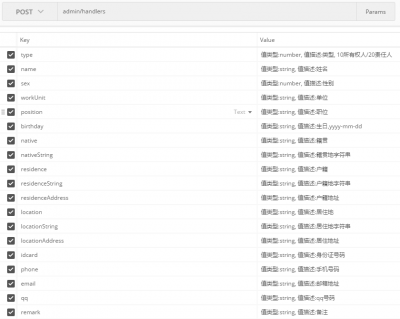 POST admin/handlers Params
Key Value
type 值类型:number, 值描述:类型, 10所有权人/20责任人
name 值类型:string, 值描述:姓名
sex 值类型:number, 值描述:性别
workUnit 值类型:string, 值描述:单位
position Text 值类型:string, 值描述:职位
birthday 值类型:string, 值描述:生日,yyyy-mm-dd
native 值类型:string, 值描述:籍贯
nativeString 值类型:string, 值描述:籍贯地字符串
residence 值类型:string, 值描述:户籍
residenceString 值类型:string, 值描述:户籍地字符串
residenceAddress 值类型:string, 值描述:户籍地址
location 值类型:string, 值描述:居住地
locationString 值类型:string, 值描述:居住地字符串
locationAddress 值类型:string, 值描述:居住地址
idcard 值类型:string, 值描述:身份证号码
phone 值类型:string, 值描述:手机号码
email 值类型:string, 值描述:邮箱地址
qq 值类型:string, 值描述:qq号码
remark 值类型:string, 值描述:备注